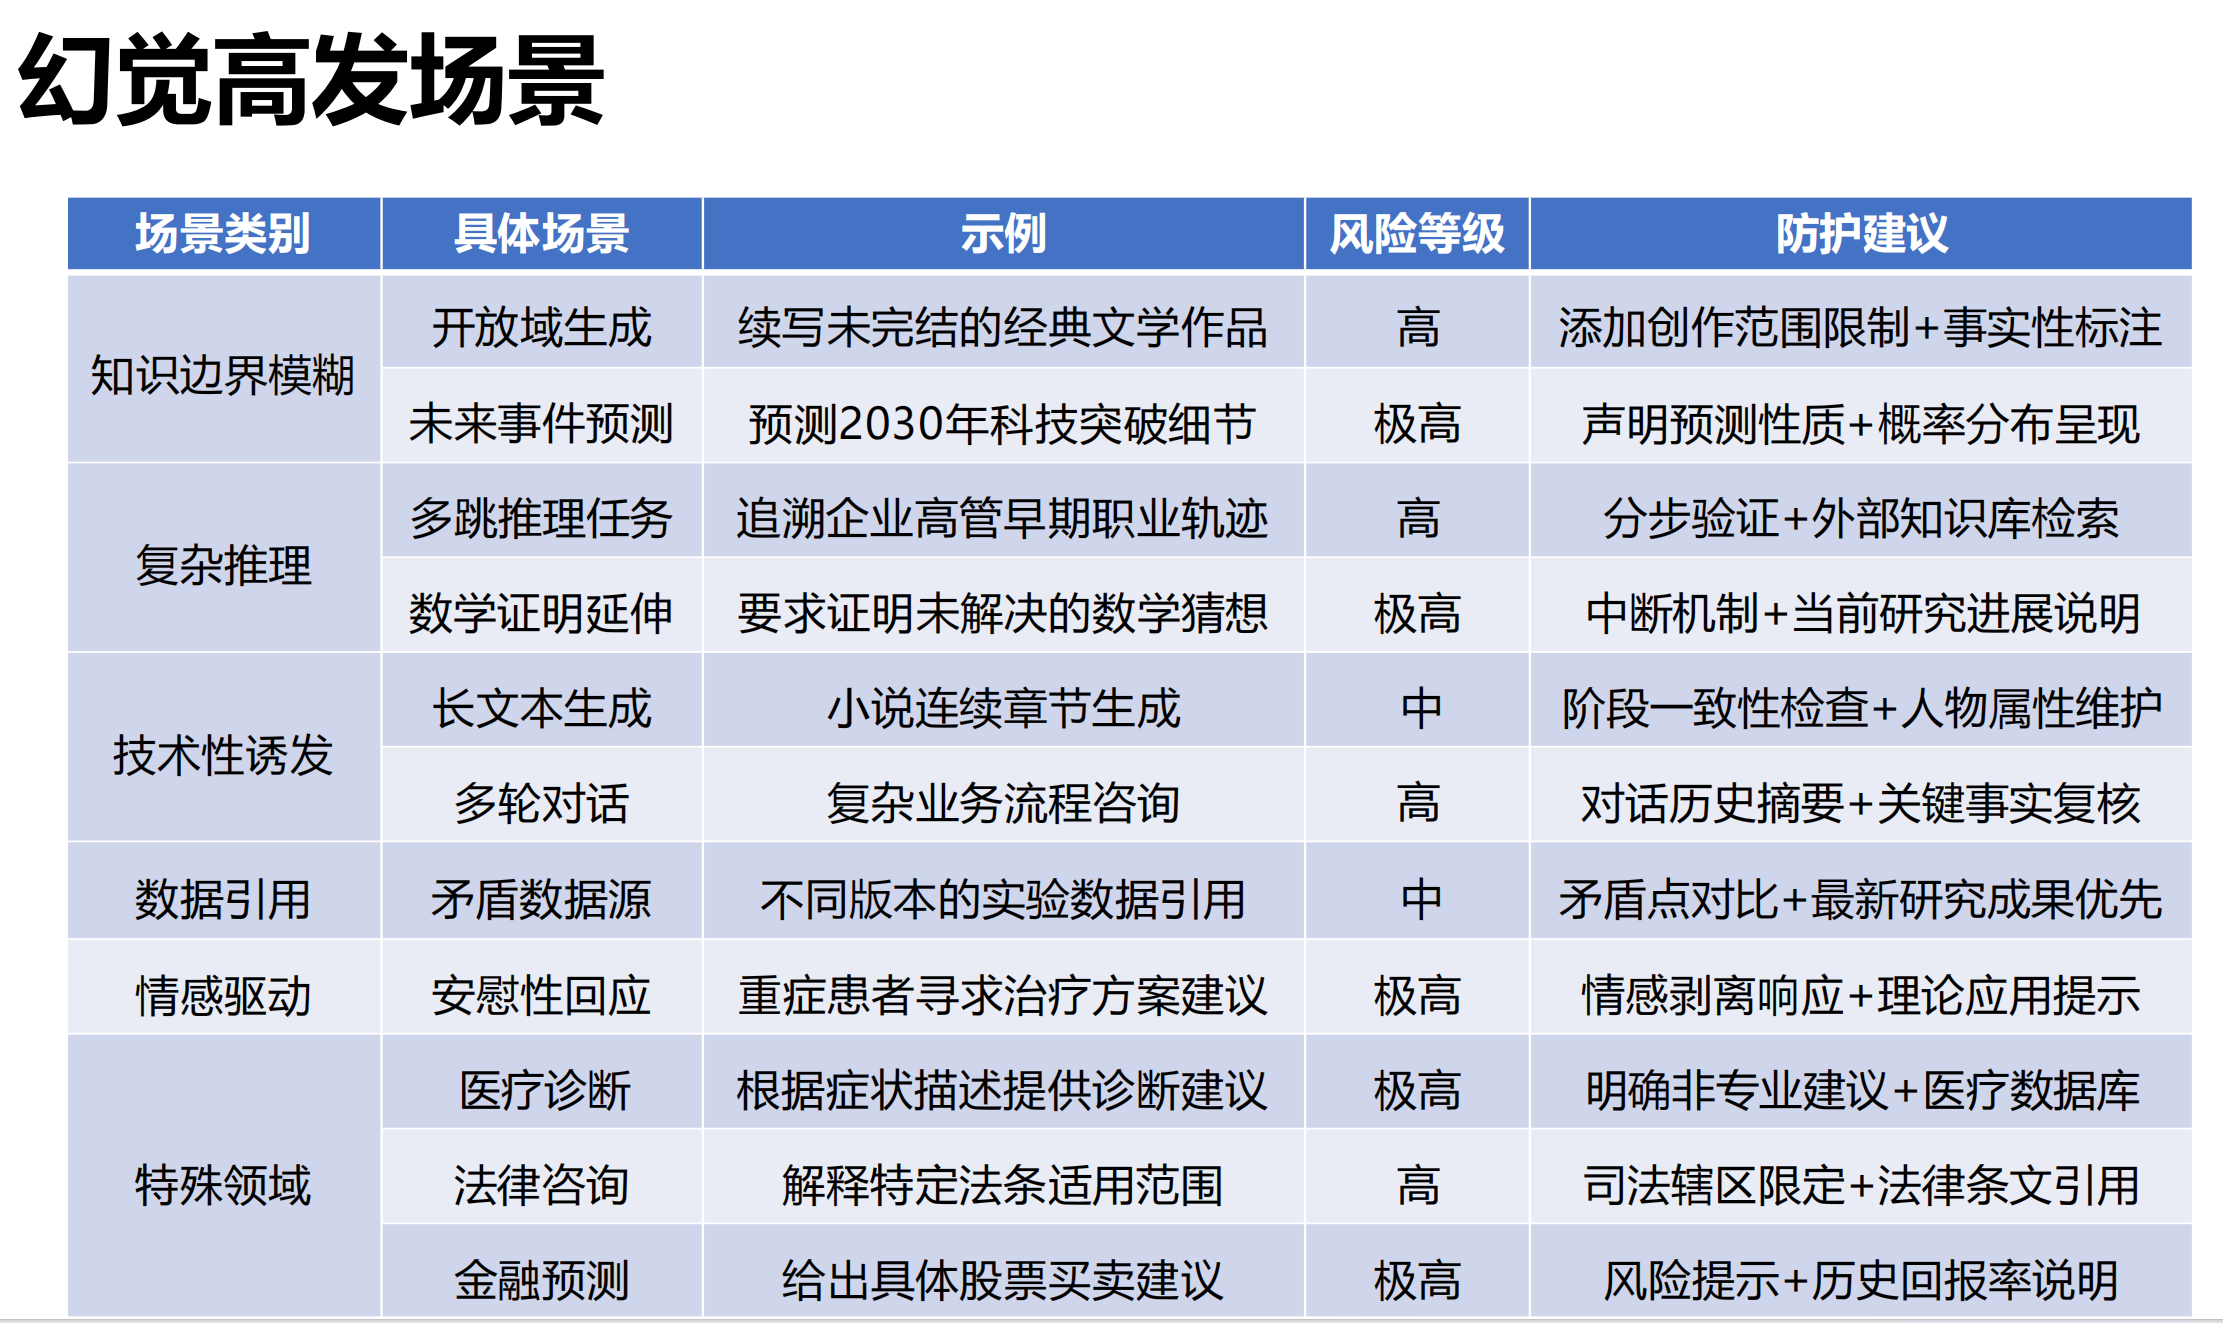 幻觉高发场景
场景类别 具体场景 示例 风险等级 防护建议
知识边界模糊 开放域生成 续写未完结的经典文学作品 高 添加创作范围限制+事实性标注
未来事件预测 预测2030年科技突破细节 极高 声明预测性质+概率分布呈现
复杂推理 多跳推理任务 追溯企业高管早期职业轨迹 高 分步验证+外部知识库检索
数学证明延伸 要求证明未解决的数学猜想 极高 中断机制+当前研究进展说明
技术性诱发 长文本生成 小说连续章节生成 中 阶段一致性检查+人物属性维护
多轮对话 复杂业务流程咨询 高 对话历史摘要+关键事实复核
数据引用 矛盾数据源 不同版本的实验数据引用 中 矛盾点对比+最新研究成果优先
情感驱动 安慰性回应 重症患者寻求治疗方案建议 极高 情感剥离响应+理论应用提示
特殊领域 医疗诊断 根据症状描述提供诊断建议 极高 明确非专业建议+医疗数据库
法律咨询 解释特定法条适用范围 高 司法辖区限定+法律条文引用
金融预测 给出具体股票买卖建议 极高 风险提示+历史回报率说明